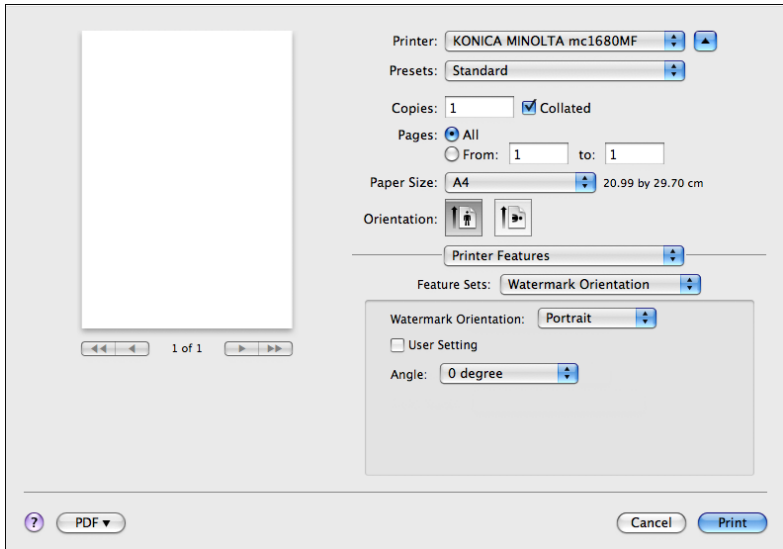 Printer: KONICA MINOLTA mc1680MF
Presets: Standard
Copies: 1 Collated
Pages: All
From: 1 to: 1
Paper Size: A4 20.99 by 29.70 cm
Orientation:
Printer Features
Feature Sets: Watermark Orientation
Watermark Orientation: Portrait
User Setting
Angle: 0 degree
1 of 1
? PDF Cancel Print